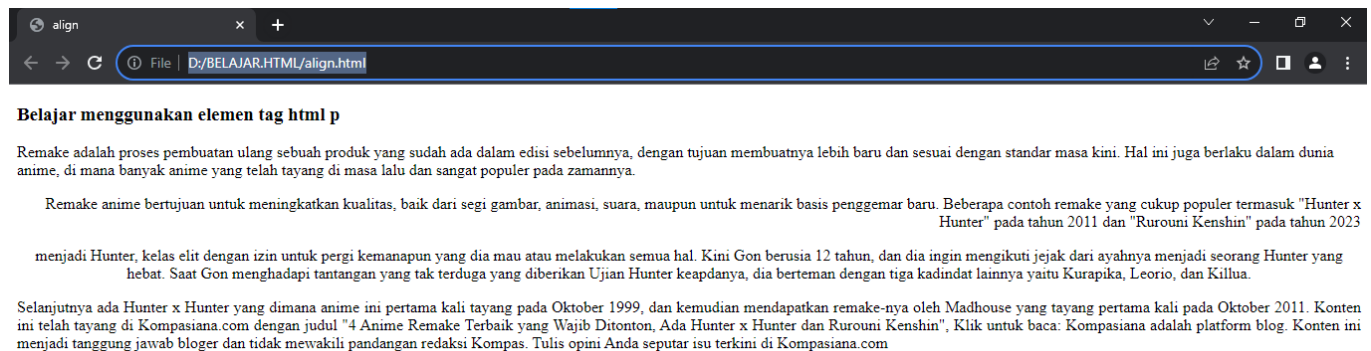 align
File
D:/BELAJAR.HTML/align.html
Belajar menggunakan elemen tag html p
Remake adalah proses pembuatan ulang sebuah produk yang sudah ada dalam edisi sebelumnya, dengan tujuan membuatnya lebih baru dan sesuai dengan standar masa kini. Hal ini juga berlaku dalam dunia
anime, di mana banyak anime yang telah tayang di masa lalu dan sangat populer pada zamannya.
Remake anime bertujuan untuk meningkatkan kualitas, baik dari segi gambar, animasi, suara, maupun untuk menarik basis penggemar baru. Beberapa contoh remake yang cukup populer termasuk "Hunter x
Hunter" pada tahun 2011 dan "Rurouni Kenshin" pada tahun 2023
menjadi Hunter, kelas elit dengan izin untuk pergi kemanapun yang dia mau atau melakukan semua hal. Kini Gon berusia 12 tahun, dan dia ingin mengikuti jejak dari ayahnya menjadi seorang Hunter yang
hebat. Saat Gon menghadapi tantangan yang tak terduga yang diberikan Ujian Hunter keapdanya, dia berteman dengan tiga kadindat lainnya yaitu Kurapika, Leorio, dan Killua.
Selanjutnya ada Hunter x Hunter yang dimana anime ini pertama kali tayang pada Oktober 1999, dan kemudian mendapatkan remake-nya oleh Madhouse yang tayang pertama kali pada Oktober 2011. Konten
ini telah tayang di Kompasiana.com dengan judul "4 Anime Remake Terbaik yang Wajib Ditonton, Ada Hunter x Hunter dan Rurouni Kenshin", Klik untuk baca: Kompasiana adalah platform blog. Konten ini
menjadi tanggung jawab bloger dan tidak mewakili pandangan redaksi Kompas. Tulis opini Anda seputar isu terkini di Kompasiana.com